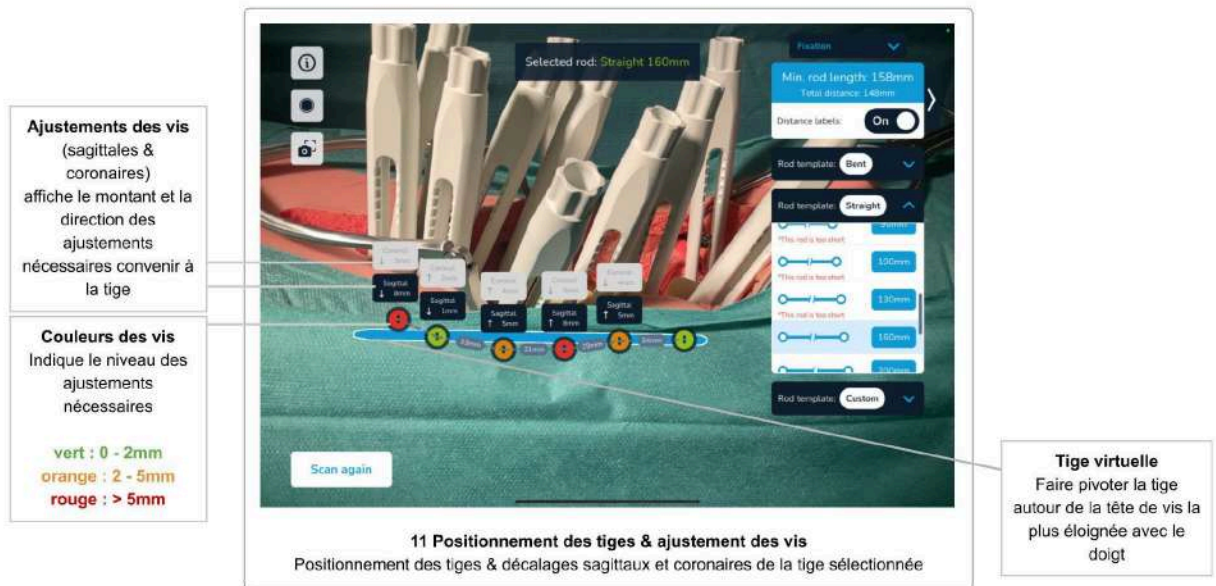 Ajustements des vis
(sagittales &
coronaires)
affiche le montant et la
direction des
ajustements
nécessaires convenir à
la tige
Couleurs des vis
Indique le niveau des
ajustements
nécessaires
vert : 0 - 2mm
orange : 2 - 5mm
rouge : > 5mm
Selected rod: Straight 160mm
Fixation
Min. rod length: 158mm
Total distance: 148mm
Distance labels: On
Rod template: Bent
Rod template: Straight
*This rod is too short
100mm
*This rod is too short
130mm
*This rod is too short
160mm
Rod template: Custom
Sagittal
↓ 8mm
Sagittal
↓ 1mm
Sagittal
↑ 5mm
Sagittal
↑ 8mm
Sagittal
↑ 5mm
Scan again
Tige virtuelle
Faire pivoter la tige
autour de la tête de vis la
plus éloignée avec le
doigt
11 Positionnement des tiges & ajustement des vis
Positionnement des tiges & décalages sagittaux et coronaires de la tige sélectionnée